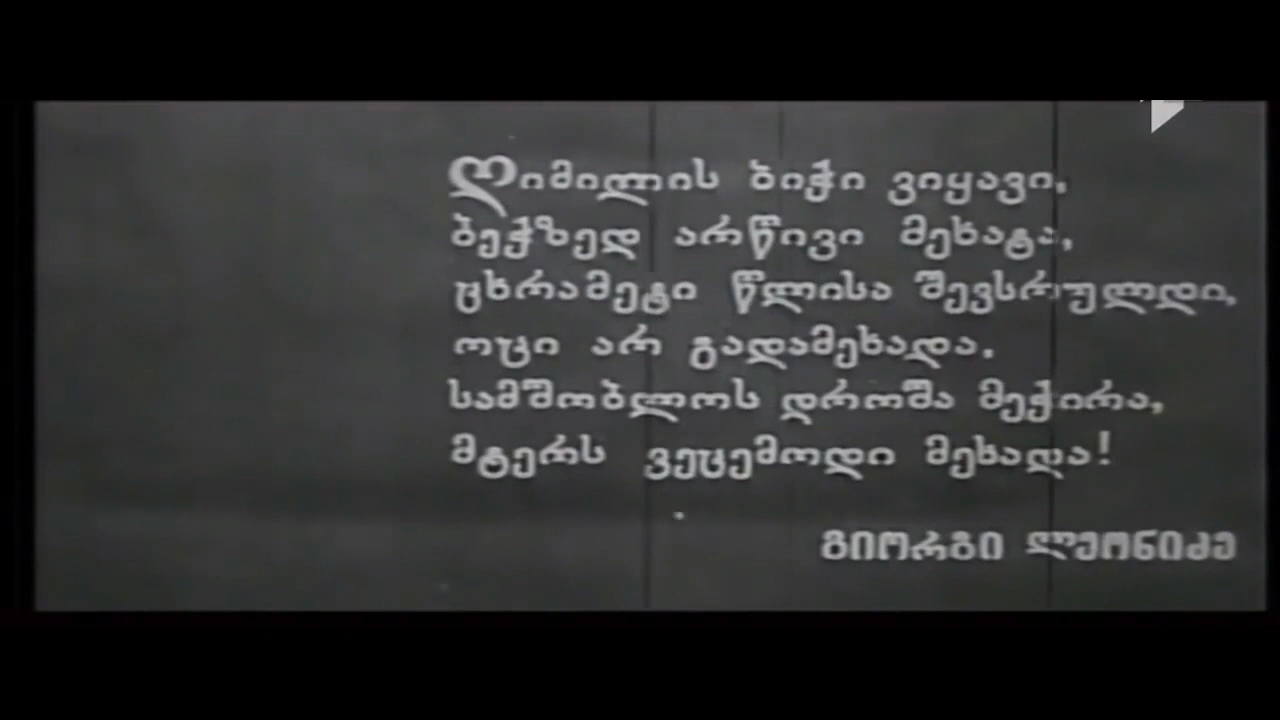 ღიმილის ბიჭი ვიყავი,
ბეჭზედ არწივი მეხატა,
ცხრამეტი წლისა შევსრულდი,
ოცი არ გადამეხადა.
სამშობლოს დროშა მეჭირა,
მტერს ვეცემოდი მეხადა!
გიორგი ლეონიძე